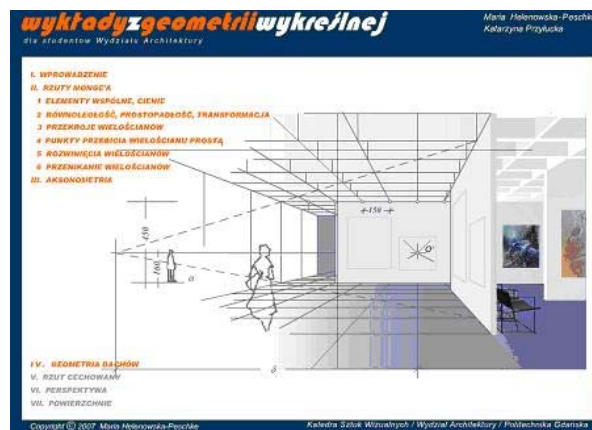 wykładyzgeometriiwykreślnej
dla studentów Wydziału Architektury
Maria Helenowska-Peschke
Katarzyna Przyłucka
I. WPROWADZENIE
II. RZUTY MONGE'A
1 ELEMENTY WSPÓLNE, CIENIE
2 RÓWNOLEGŁOŚĆ, PROSTOPADŁOŚĆ, TRANSFORMACJA
3 PRZEKROJE WIELOŚCIANÓW
4 PUNKTY PRZEBICIA WIELOŚCIANU PROSTĄ
5 ROZWINIĘCIA WIELOŚCIANÓW
6 PRZENIKANIE WIELOŚCIANÓW
III. AKSONOMETRIA
150
450
160
α
O'
δ
IV. GEOMETRIA DACHÓW
V. RZUT CECHOWANY
VI. PERSPEKTYWA
VII. POWIERZCHNIE
Copyright © 2007 Maria Helenowska-Peschke
Katedra Sztuk Wizualnych / Wydział Architektury / Politechnika Gdańska